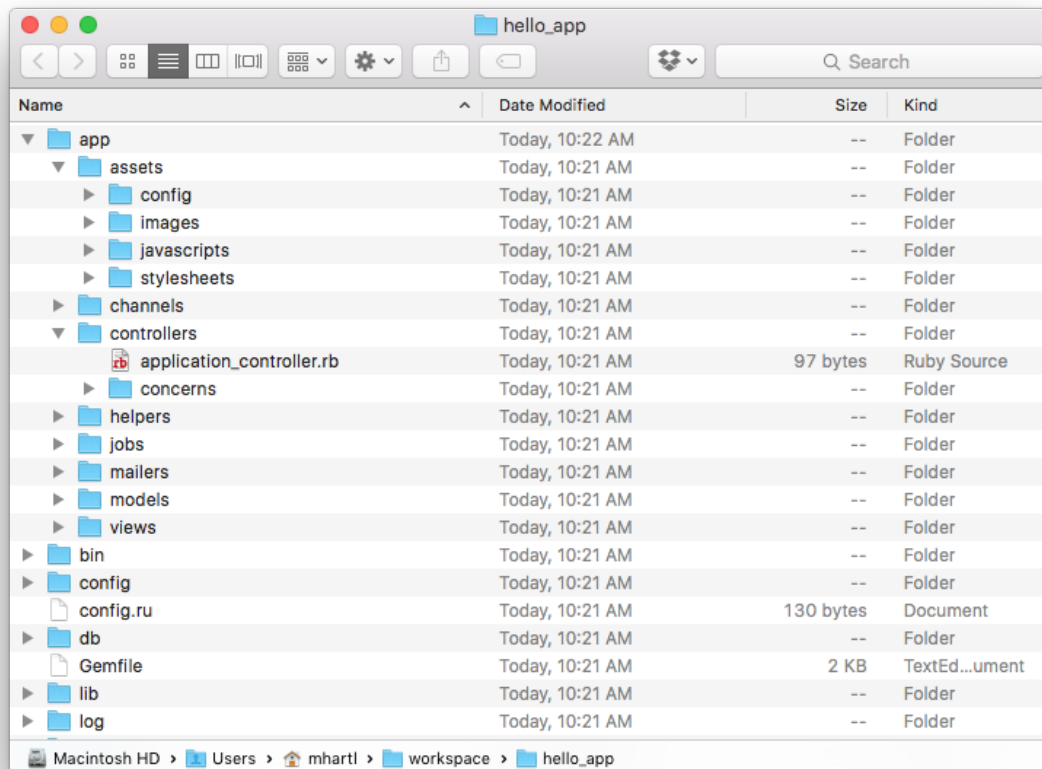 hello_app
Search
Name Date Modified Size Kind
app Today, 10:22 AM -- Folder
assets Today, 10:21 AM -- Folder
config Today, 10:21 AM -- Folder
images Today, 10:21 AM -- Folder
javascripts Today, 10:21 AM -- Folder
stylesheets Today, 10:21 AM -- Folder
channels Today, 10:21 AM -- Folder
controllers Today, 10:21 AM -- Folder
rb application_controller.rb Today, 10:21 AM 97 bytes Ruby Source
concerns Today, 10:21 AM -- Folder
helpers Today, 10:21 AM -- Folder
jobs Today, 10:21 AM -- Folder
mailers Today, 10:21 AM -- Folder
models Today, 10:21 AM -- Folder
views Today, 10:21 AM -- Folder
bin Today, 10:21 AM -- Folder
config Today, 10:21 AM -- Folder
config.ru Today, 10:21 AM 130 bytes Document
db Today, 10:21 AM -- Folder
Gemfile Today, 10:21 AM 2 KB TextEd...ument
lib Today, 10:21 AM -- Folder
log Today, 10:21 AM -- Folder
Macintosh HD › Users › mhartl › workspace › hello_app